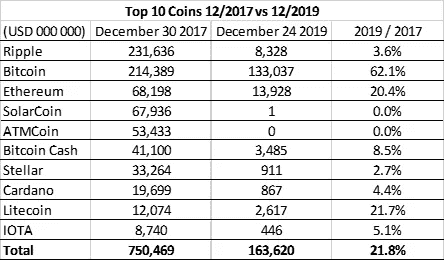 Top 10 Coins 12/2017 vs 12/2019
(USD 000 000) December 30 2017 December 24 2019 2019 / 2017
Ripple 231,636 8,328 3.6%
Bitcoin 214,389 133,037 62.1%
Ethereum 68,198 13,928 20.4%
SolarCoin 67,936 1 0.0%
ATMCoin 53,433 0 0.0%
Bitcoin Cash 41,100 3,485 8.5%
Stellar 33,264 911 2.7%
Cardano 19,699 867 4.4%
Litecoin 12,074 2,617 21.7%
IOTA 8,740 446 5.1%
Total 750,469 163,620 21.8%